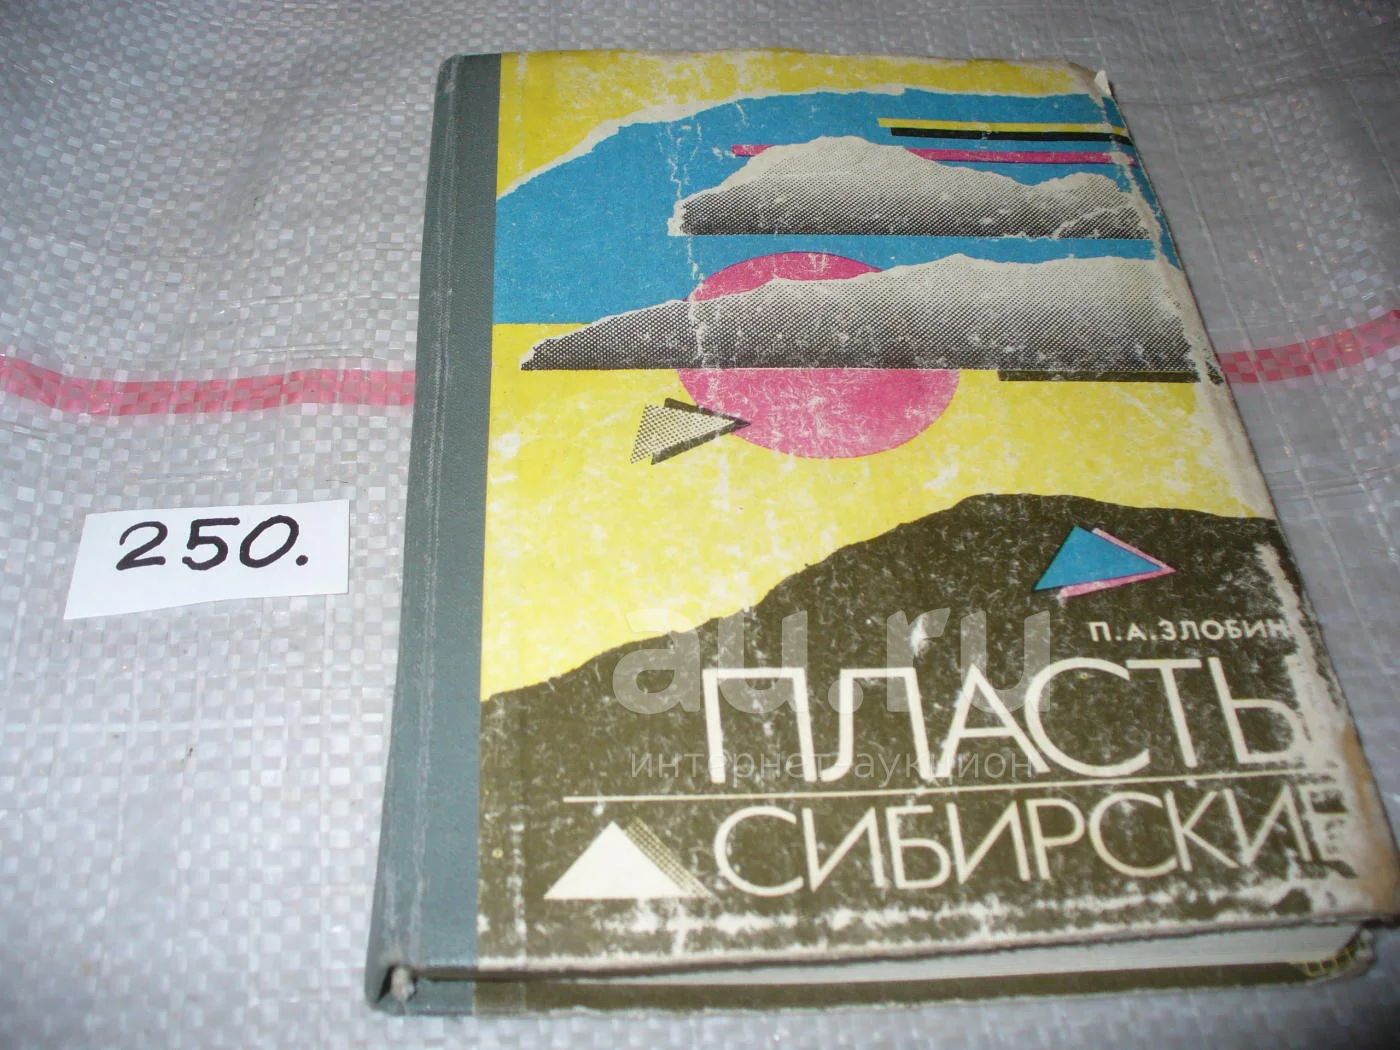 250.
П.А.ЗЛОБИН
ПЛАСТЫ
СИБИРСКИЕ
au.ru
интернет-аукцион